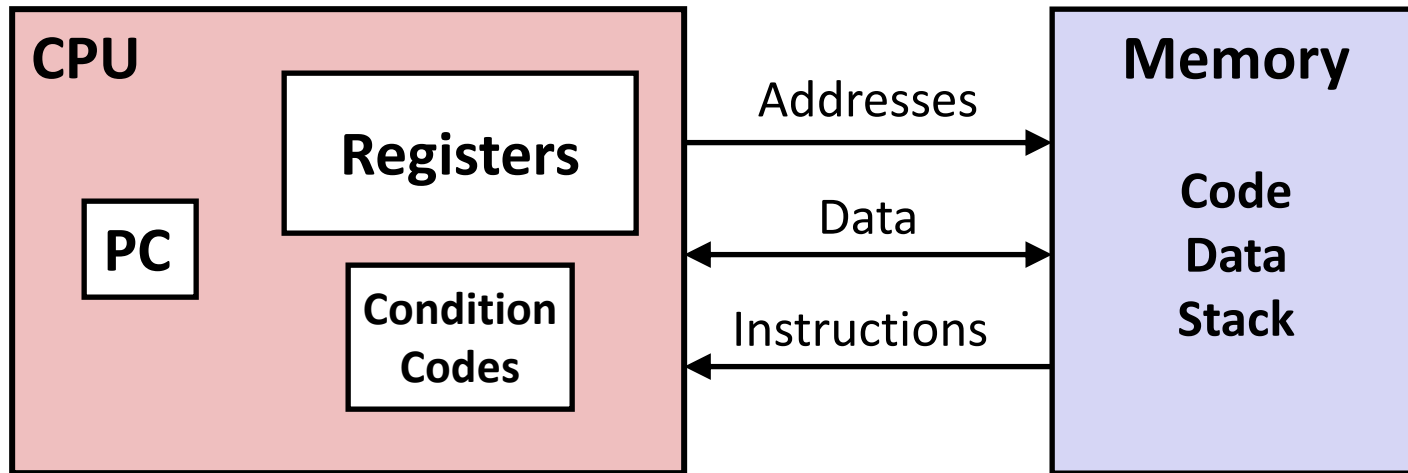 CPU
Registers
PC
Condition
Codes
Addresses
Data
Instructions
Memory
Code
Data
Stack